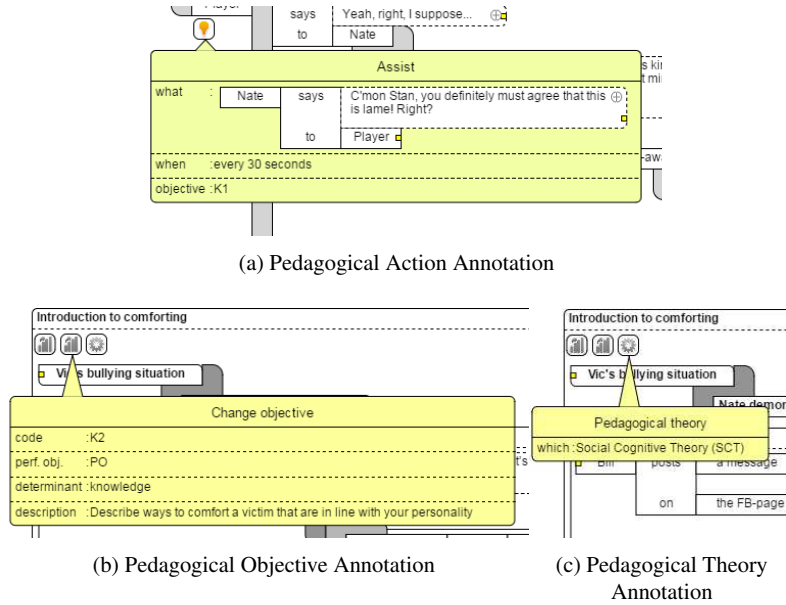 Player
says
Yeah, right, I suppose...
to
Nate
Assist
what :
Nate
says
C'mon Stan, you definitely must agree that this
is lame! Right?
to
Player
when :every 30 seconds
objective :K1
(a) Pedagogical Action Annotation
Introduction to comforting
bullying situation
Change objective
code :K2
perf. obj. :PO
determinant :knowledge
description :Describe ways to comfort a victim that are in line with your personality
(b) Pedagogical Objective Annotation
Introduction to comforting
Vic's bullying situation
Nate demon
Pedagogical theory
which :Social Cognitive Theory (SCT)
Bill
posts
a message
on
the FB-page
(c) Pedagogical Theory
Annotation